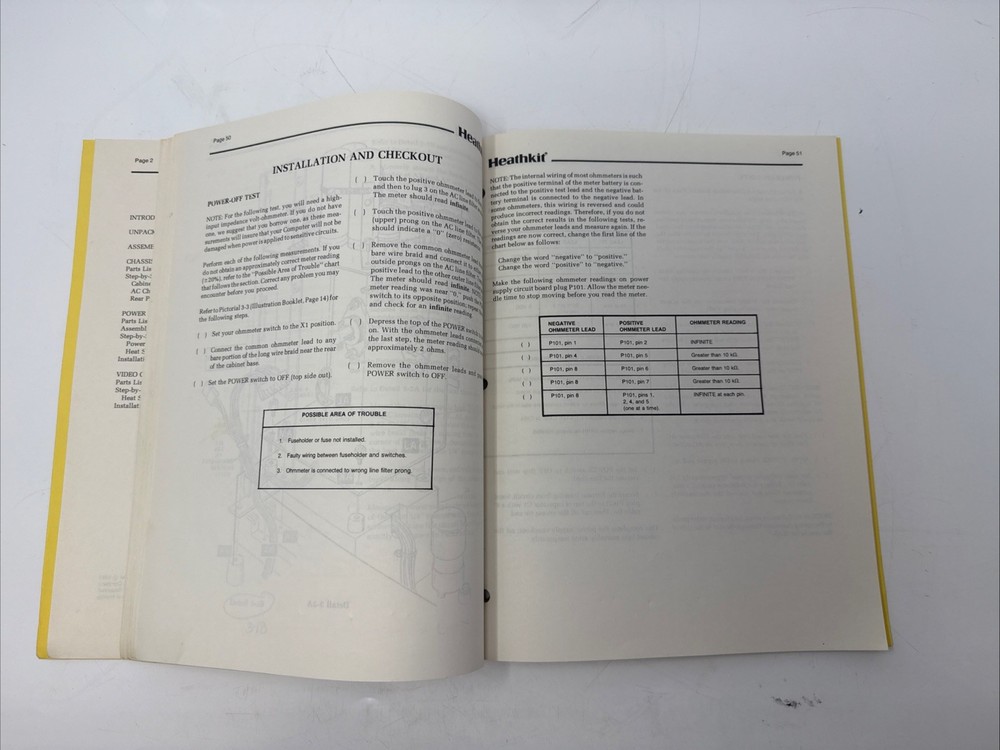 Page 2
INTROD
UNPACI
ASSEME
CHASSI
Parts Lis
Step-by-
Cabine
AC Ch
Rear P
POWER
Parts Lis
Assembl
Step-by-
Power
Heat S
Installati
VIDEO C
Parts Lis
Step-by-
Heat S
Installat
Page 50
Heath
INSTALLATION AND CHECKOUT
POWER-OFF TEST
NOTE: For the following test, you will need a high-
input impedance volt-ohmmeter. If you do not have
one, we suggest that you borrow one, as these mea-
surements will insure that your Computer will not be
damaged when power is applied to sensitive circuits.
Perform each of the following measurements. If you
do not obtain an approximately correct meter reading
(±20%), refer to the "Possible Area of Trouble" chart
that follows the section. Correct any problem you may
encounter before you proceed.
Refer to Pictorial 5-3 (Illustration Booklet, Page 14) for
the following steps.
( ) Set your ohmmeter switch to the X1 position.
( ) Connect the common ohmmeter lead to any
bare portion of the long wire braid near the rear
of the cabinet base.
( ) Set the POWER switch to OFF (top side out).
( ) Touch the positive ohmmeter lead
and then to lug 3 on the AC line
The meter should read infinite.
( ) Touch the positive ohmmeter lead
(upper) prong on the AC line filter.
should indicate a "0" (zero)
( ) Remove the common ohmmeter lead
bare wire braid and connect it to
outside prongs on the AC line filter.
positive lead to the other outer line
The meter should read infinite.
meter reading was near "0," push
switch to its opposite position;
and check for an infinite reading.
( ) Depress the top of the POWER switch
on. With the ohmmeter leads
the last step, the meter reading should
approximately 2 ohms.
( ) Remove the ohmmeter leads and
POWER switch to OFF.
POSSIBLE AREA OF TROUBLE
1. Fuseholder or fuse not installed.
2. Faulty wiring between fuseholder and switches.
3. Ohmmeter is connected to wrong line filter prong.
Heathkit
Page 51
NOTE: The internal wiring of most ohmmeters is such
that the positive terminal of the meter battery is con-
nected to the positive test lead and the negative bat-
tery terminal is connected to the negative lead. In
some ohmmeters, this wiring is reversed and could
produce incorrect readings. Therefore, if you do not
obtain the correct results in the following tests, re-
verse your ohmmeter leads and measure again. If the
readings are now correct, change the first line of the
chart below as follows:
Change the word "negative" to "positive."
Change the word "positive" to "negative."
Make the following ohmmeter readings on power
supply circuit board plug P101. Allow the meter nee-
dle time to stop moving before you read the meter.
NEGATIVE OHMMETER LEAD POSITIVE OHMMETER LEAD OHMMETER READING
( ) P101, pin 1 P101, pin 2 INFINITE
( ) P101, pin 4 P101, pin 5 Greater than 10 kΩ.
( ) P101, pin 8 P101, pin 6 Greater than 10 kΩ.
( ) P101, pin 8 P101, pin 7 Greater than 10 kΩ.
( ) P101, pin 8 P101, pins 1, INFINITE at each pin.
2, 4, and 5
(one at a time).